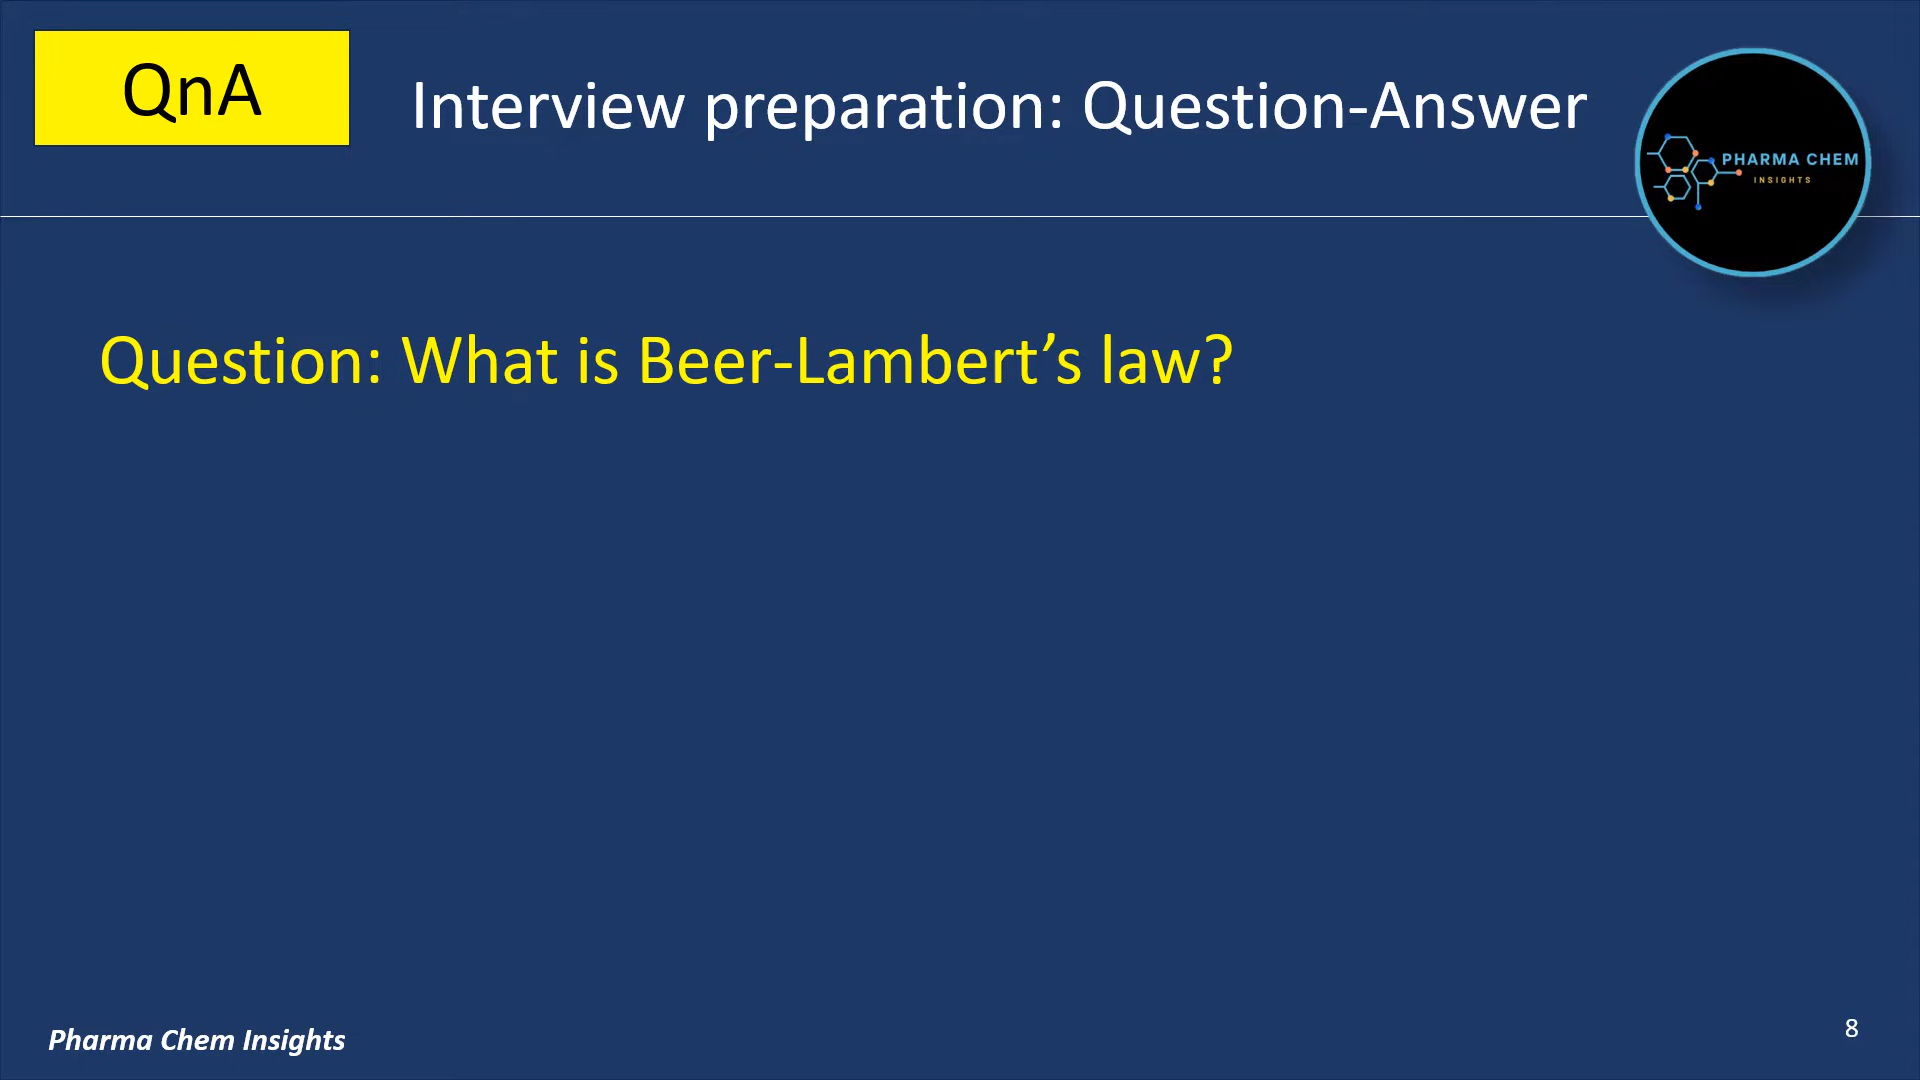 QnA
Interview preparation: Question-Answer
PHARMA CHEM
INSIGHTS
Question: What is Beer-Lambert’s law?
Pharma Chem Insights
8